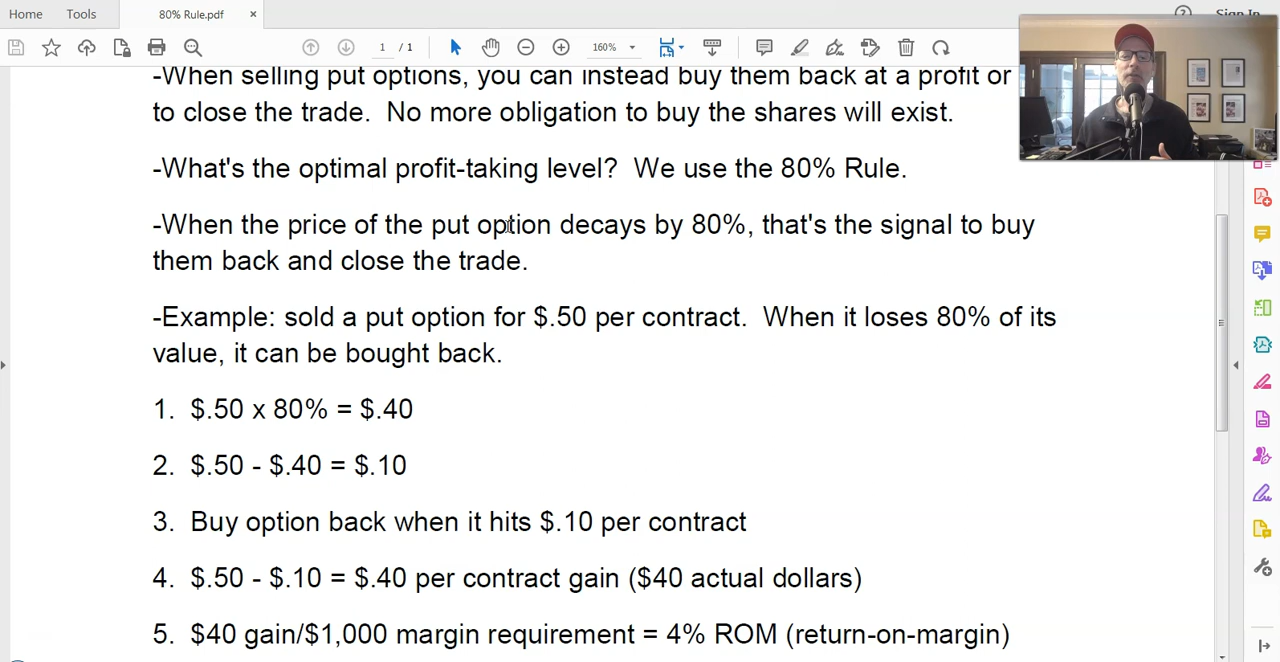 Home Tools 80% Rule.pdf × Sign In
1 / 1 160%
-When selling put options, you can instead buy them back at a profit or
to close the trade. No more obligation to buy the shares will exist.
-What's the optimal profit-taking level? We use the 80% Rule.
-When the price of the put option decays by 80%, that's the signal to buy
them back and close the trade.
-Example: sold a put option for $.50 per contract. When it loses 80% of its
value, it can be bought back.
1. $.50 x 80% = $.40
2. $.50 - $.40 = $.10
3. Buy option back when it hits $.10 per contract
4. $.50 - $.10 = $.40 per contract gain ($40 actual dollars)
5. $40 gain/$1,000 margin requirement = 4% ROM (return-on-margin)